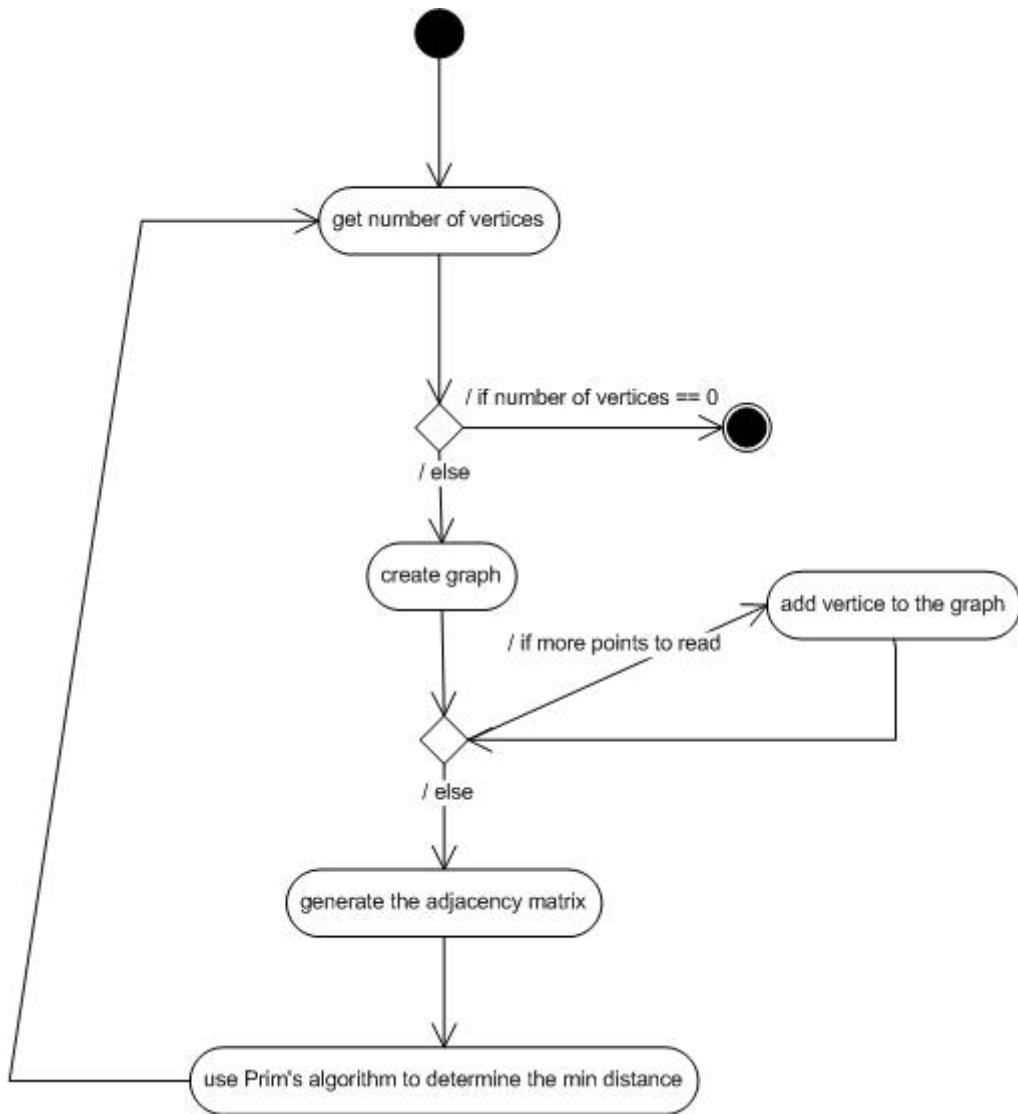 get number of vertices
/ if number of vertices == 0
/ else
create graph
add vertice to the graph
/ if more points to read
/ else
generate the adjacency matrix
use Prim's algorithm to determine the min distance